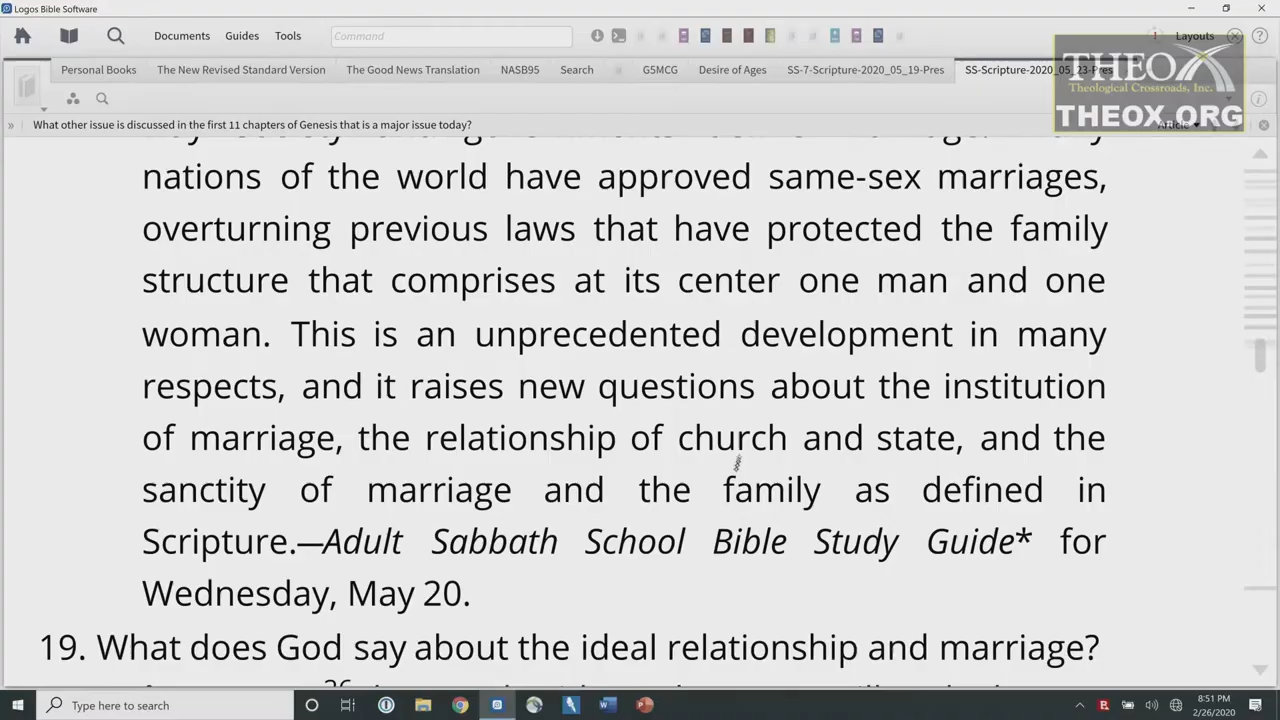 Logos Bible Software
Documents Guides Tools Command Layouts
THEOX
Theological Crossroads, Inc.
THEOX.ORG
Personal Books The New Revised Standard Version Translation NASB95 Search G5MCG Desire of Ages SS-7-Scripture-2020_05_19-Pres SS-Scripture-2020_05_23-Pres
» What other issue is discussed in the first 11 chapters of Genesis that is a major issue today? Article
nations of the world have approved same-sex marriages,
overturning previous laws that have protected the family
structure that comprises at its center one man and one
woman. This is an unprecedented development in many
respects, and it raises new questions about the institution
of marriage, the relationship of church and state, and the
sanctity of marriage and the family as defined in
Scripture.—Adult Sabbath School Bible Study Guide* for
Wednesday, May 20.
19. What does God say about the ideal relationship and marriage?
26
Type here to search
8:51 PM
2/26/2020